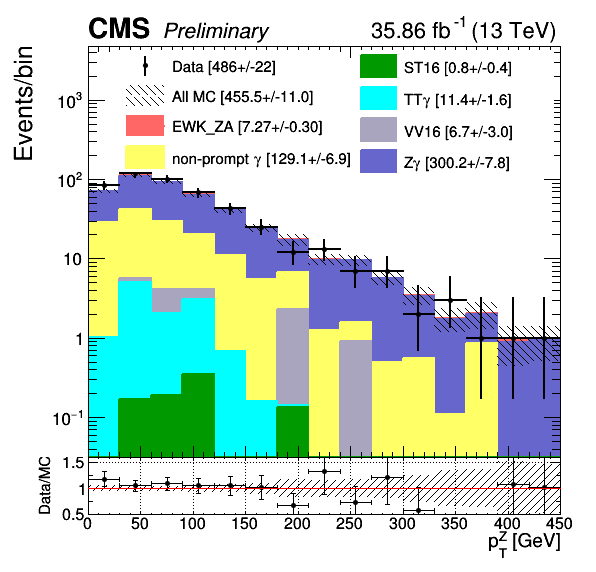 CMS Preliminary 35.86 fb⁻¹ (13 TeV)
Events/bin
Data [486+/-22]
All MC [455.5+/-11.0]
EWK_ZA [7.27+/-0.30]
non-prompt γ [129.1+/-6.9]
ST16 [0.8+/-0.4]
TTγ [11.4+/-1.6]
VV16 [6.7+/-3.0]
Zγ [300.2+/-7.8]
10³
10²
10
1
10⁻¹
Data/MC
1.5
1
0.5
0 50 100 150 200 250 300 350 400 450
p_T^Z [GeV]